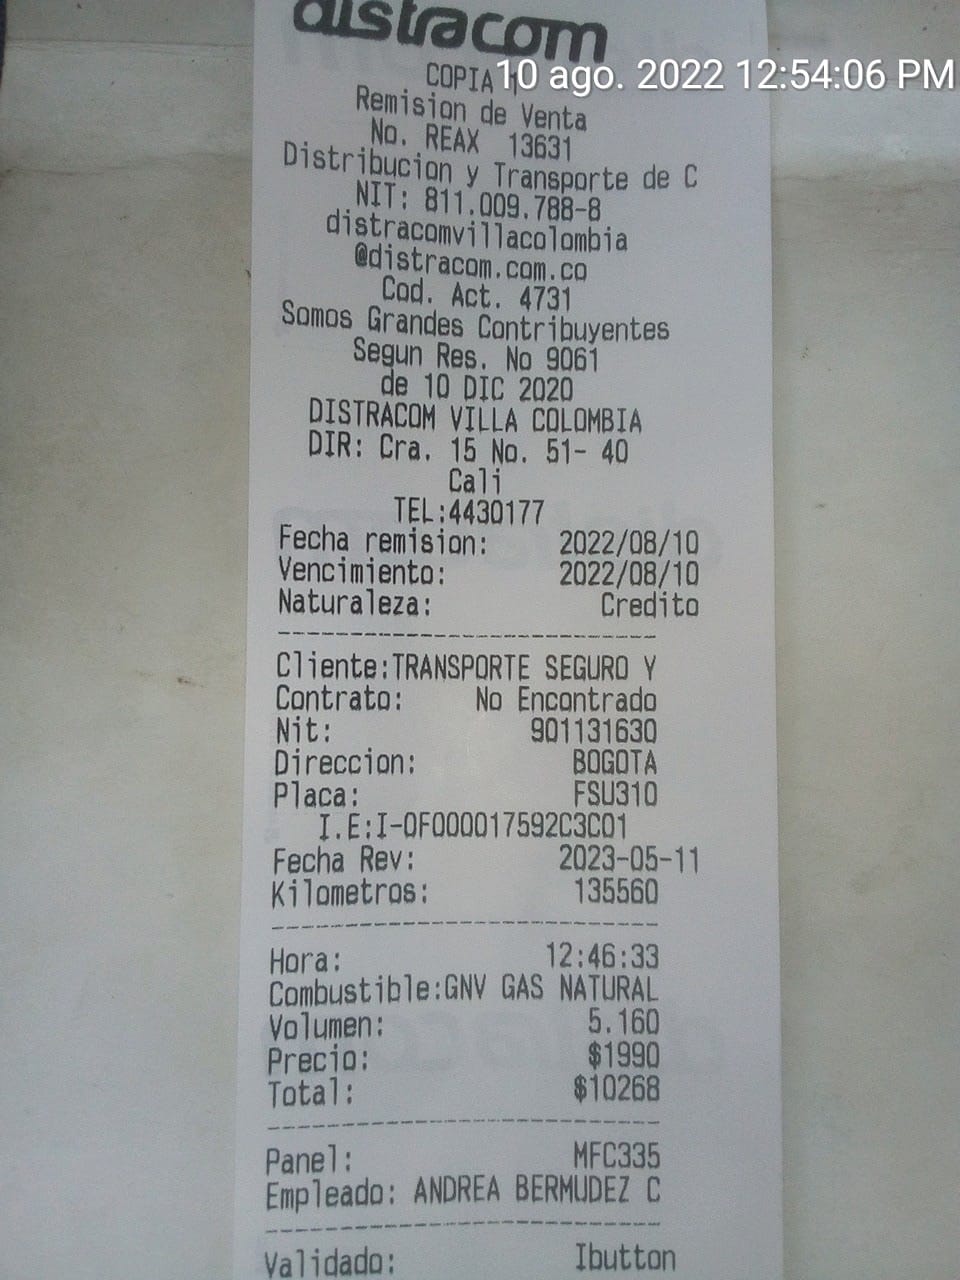 distracom
10 ago. 2022 12:54:06 PM
COPIA 1
Remision de Venta
No. REAX 13631
Distribucion y Transporte de C
NIT: 811.009.788-8
distracomvillacolombia
@distracom.com.co
Cod. Act. 4731
Somos Grandes Contribuyentes
Segun Res. No 9061
de 10 DIC 2020
DISTRACOM VILLA COLOMBIA
DIR: Cra. 15 No. 51- 40
Cali
TEL:4430177
Fecha remision: 2022/08/10
Vencimiento: 2022/08/10
Naturaleza: Credito
Cliente:TRANSPORTE SEGURO Y
Contrato: No Encontrado
Nit: 901131630
Direccion: BOGOTA
Placa: FSU310
I.E:I-0F000017592C3C01
Fecha Rev: 2023-05-11
Kilometros: 135560
Hora: 12:46:33
Combustible:GNV GAS NATURAL
Volumen: 5.160
Precio: $1990
Total: $10268
Panel: MFC335
Empleado: ANDREA BERMUDEZ C
Validado: Ibutton